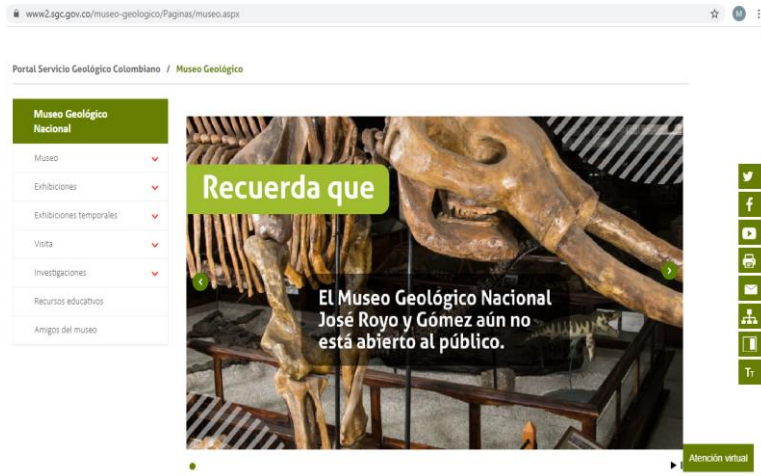 www2.sgc.gov.co/museo-geologico/Paginas/museo.aspx
M
Portal Servicio Geológico Colombiano / Museo Geológico
Museo Geológico
Nacional
Museo
Exhibiciones
Exhibiciones temporales
Visita
Investigaciones
Recursos educativos
Amigos del museo
Recuerda que
El Museo Geológico Nacional
José Royo y Gómez aún no
está abierto al público.
Tт
Atención virtual